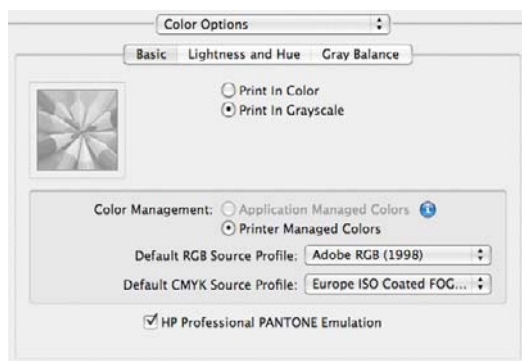 Color Options
Basic Lightness and Hue Gray Balance
Print In Color
Print In Grayscale
Color Management: Application Managed Colors
Printer Managed Colors
Default RGB Source Profile: Adobe RGB (1998)
Default CMYK Source Profile: Europe ISO Coated FOG...
HP Professional PANTONE Emulation